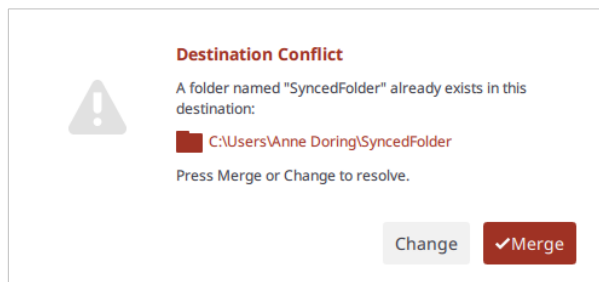 Destination Conflict
A folder named "SyncedFolder" already exists in this
destination:
C:\Users\Anne Doring\SyncedFolder
Press Merge or Change to resolve.
Change
Merge